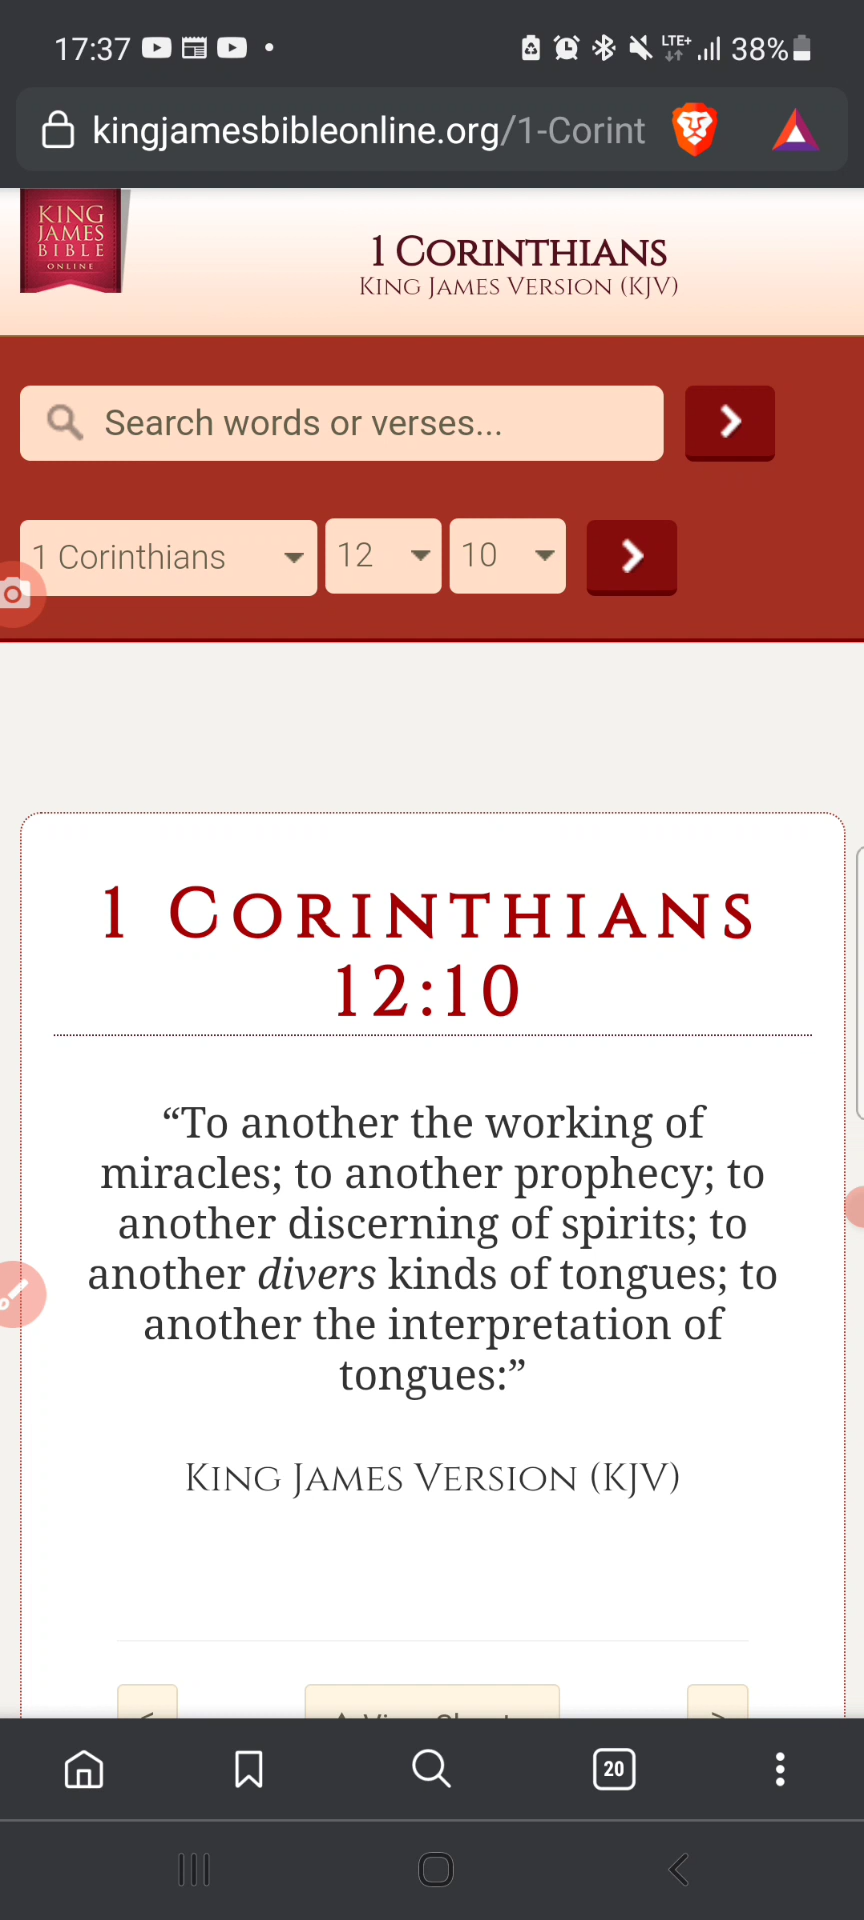 17:37
LTE+
38%
kingjamesbibleonline.org/1-Corint
KING
JAMES
BIBLE
ONLINE
1 CORINTHIANS
KING JAMES VERSION (KJV)
Search words or verses...
1 Corinthians
12
10
1 CORINTHIANS
12:10
“To another the working of
miracles; to another prophecy; to
another discerning of spirits; to
another divers kinds of tongues; to
another the interpretation of
tongues:”
KING JAMES VERSION (KJV)
20